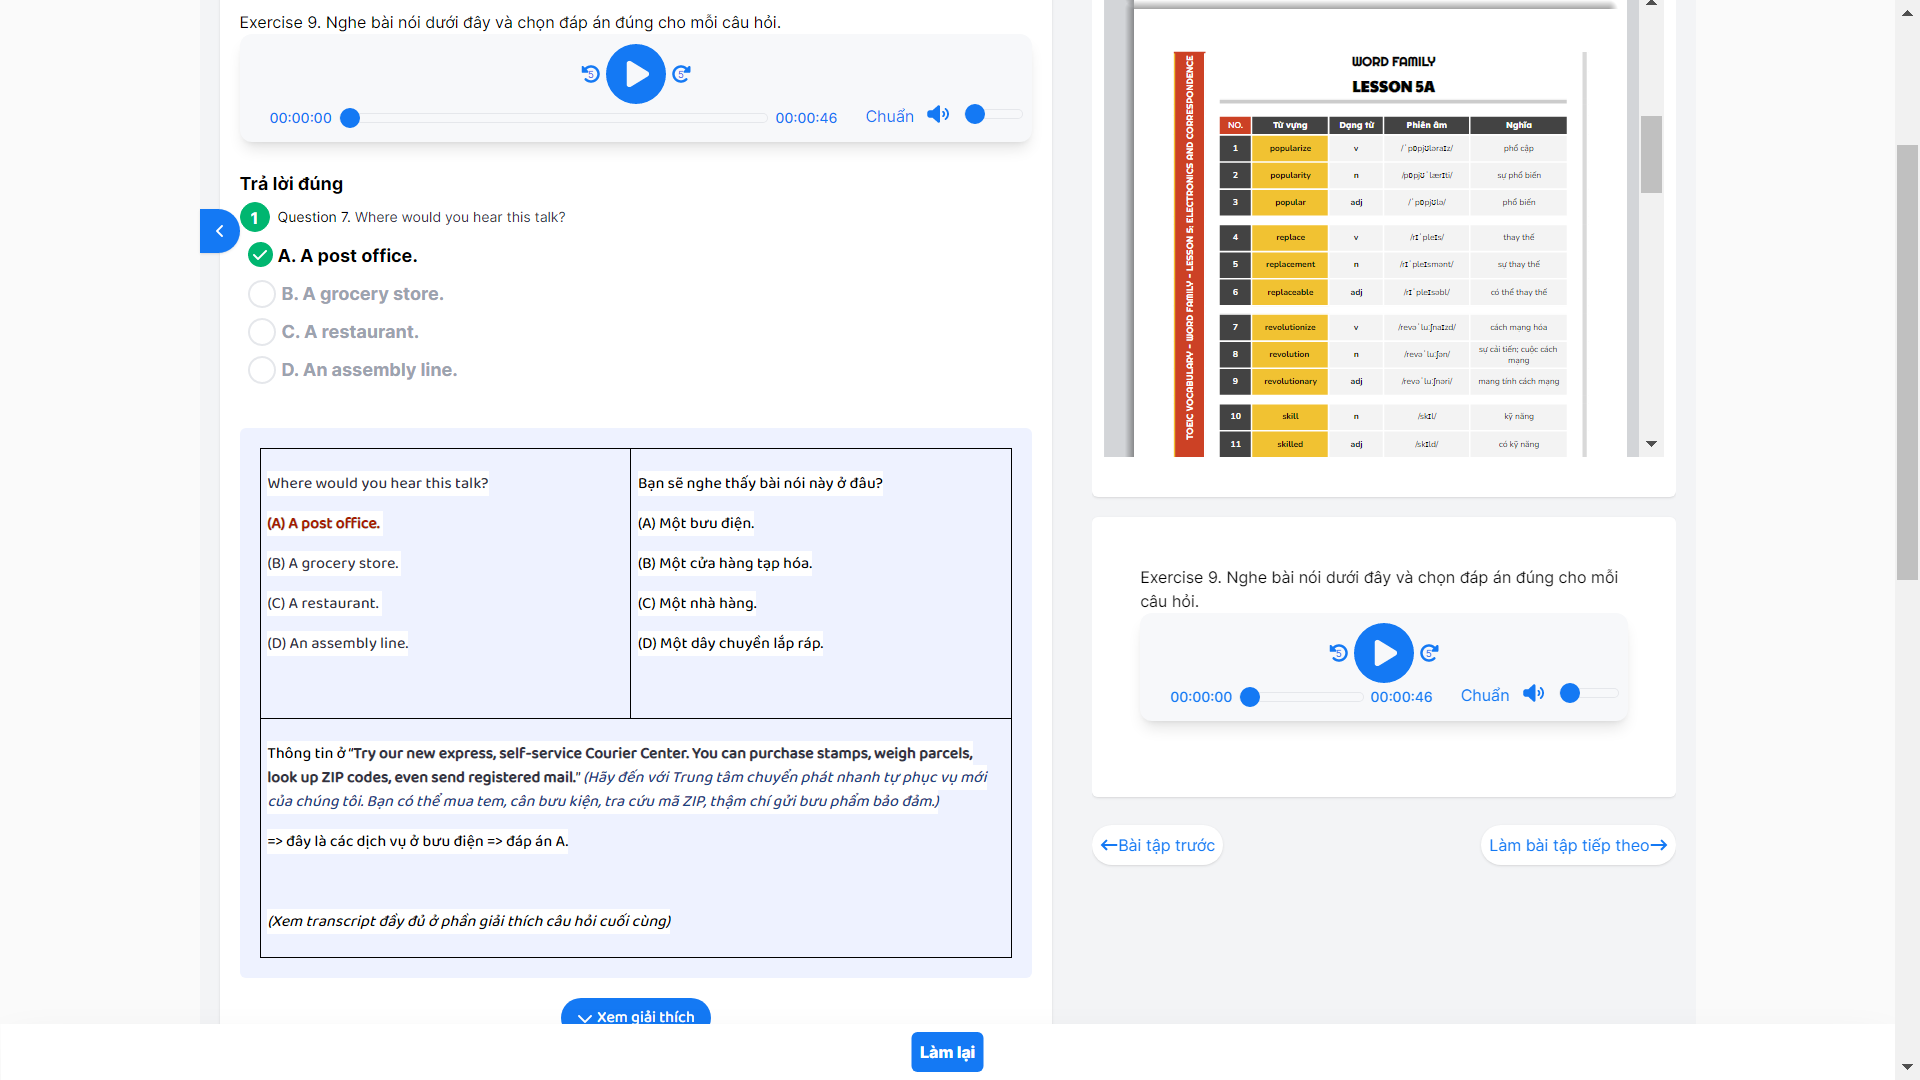 Exercise 9. Nghe bài nói dưới đây và chọn đáp án đúng cho mỗi câu hỏi.
5
5
00:00:00
00:00:46
Chuẩn
Trả lời đúng
1
Question 7. Where would you hear this talk?
A. A post office.
B. A grocery store.
C. A restaurant.
D. An assembly line.
Where would you hear this talk?
(A) A post office.
(B) A grocery store.
(C) A restaurant.
(D) An assembly line.
Bạn sẽ nghe thấy bài nói này ở đâu?
(A) Một bưu điện.
(B) Một cửa hàng tạp hóa.
(C) Một nhà hàng.
(D) Một dây chuyền lắp ráp.
Thông tin ở "Try our new express, self-service Courier Center. You can purchase stamps, weigh parcels,
look up ZIP codes, even send registered mail." (Hãy đến với Trung tâm chuyển phát nhanh tự phục vụ mới
của chúng tôi. Bạn có thể mua tem, cân bưu kiện, tra cứu mã ZIP, thậm chí gửi bưu phẩm bảo đảm.)
=> đây là các dịch vụ ở bưu điện => đáp án A.
(Xem transcript đầy đủ ở phần giải thích câu hỏi cuối cùng)
Xem giải thích
Làm lại
TOEIC VOCABULARY - WORD FAMILY - LESSON 5: ELECTRONICS AND CORRESPONDENCE
WORD FAMILY
LESSON 5A
NO. Từ vựng Dạng từ Phiên âm Nghĩa
1 popularize v /ˈpɒpjʊləraɪz/ phổ cập
2 popularity n /pɒpjʊˈlærɪti/ sự phổ biến
3 popular adj /ˈpɒpjʊlə/ phổ biến
4 replace v /rɪˈpleɪs/ thay thế
5 replacement n /rɪˈpleɪsmənt/ sự thay thế
6 replaceable adj /rɪˈpleɪsəbl/ có thể thay thế
7 revolutionize v /revəˈluːʃnaɪzd/ cách mạng hóa
8 revolution n /revəˈluːʃən/ sự cải tiến; cuộc cách mạng
9 revolutionary adj /revəˈluːʃnəri/ mang tính cách mạng
10 skill n /skɪl/ kỹ năng
11 skilled adj /skɪld/ có kỹ năng
Exercise 9. Nghe bài nói dưới đây và chọn đáp án đúng cho mỗi
câu hỏi.
5
5
00:00:00
00:00:46
Chuẩn
←Bài tập trước
Làm bài tập tiếp theo→